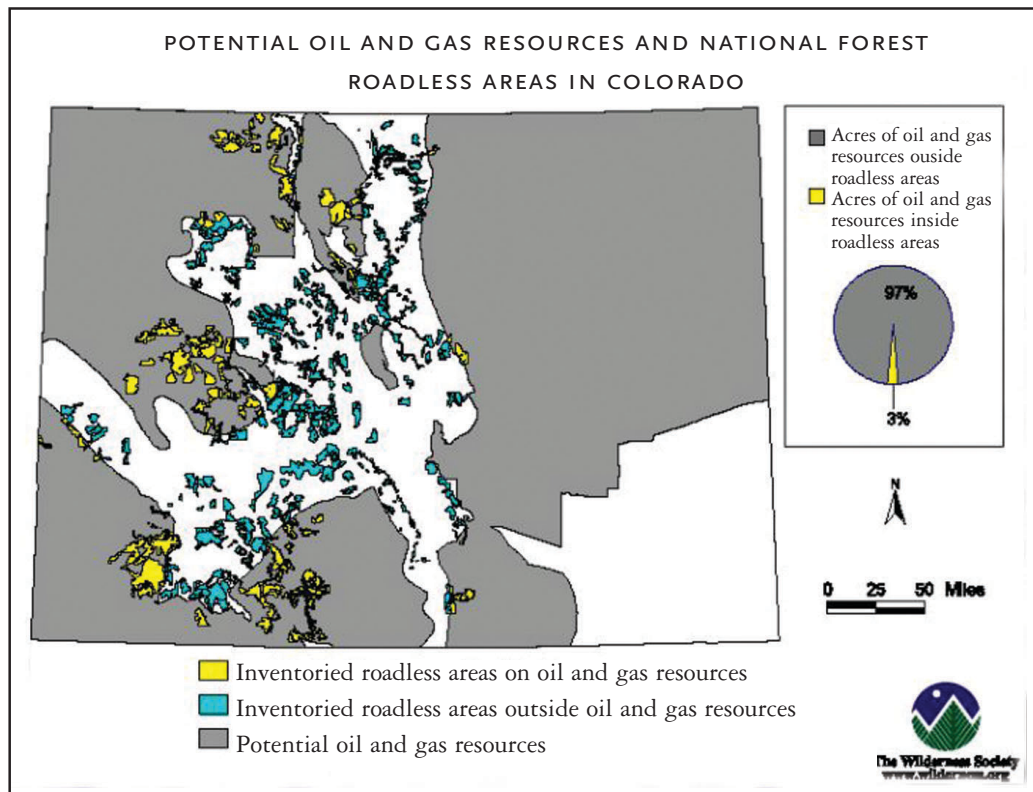 POTENTIAL OIL AND GAS RESOURCES AND NATIONAL FOREST
ROADLESS AREAS IN COLORADO
Acres of oil and gas
resources ouside
roadless areas
Acres of oil and gas
resources inside
roadless areas
97%
3%
N
0 25 50 Miles
Inventoried roadless areas on oil and gas resources
Inventoried roadless areas outside oil and gas resources
Potential oil and gas resources
The Wilderness Society
www.wilderness.org